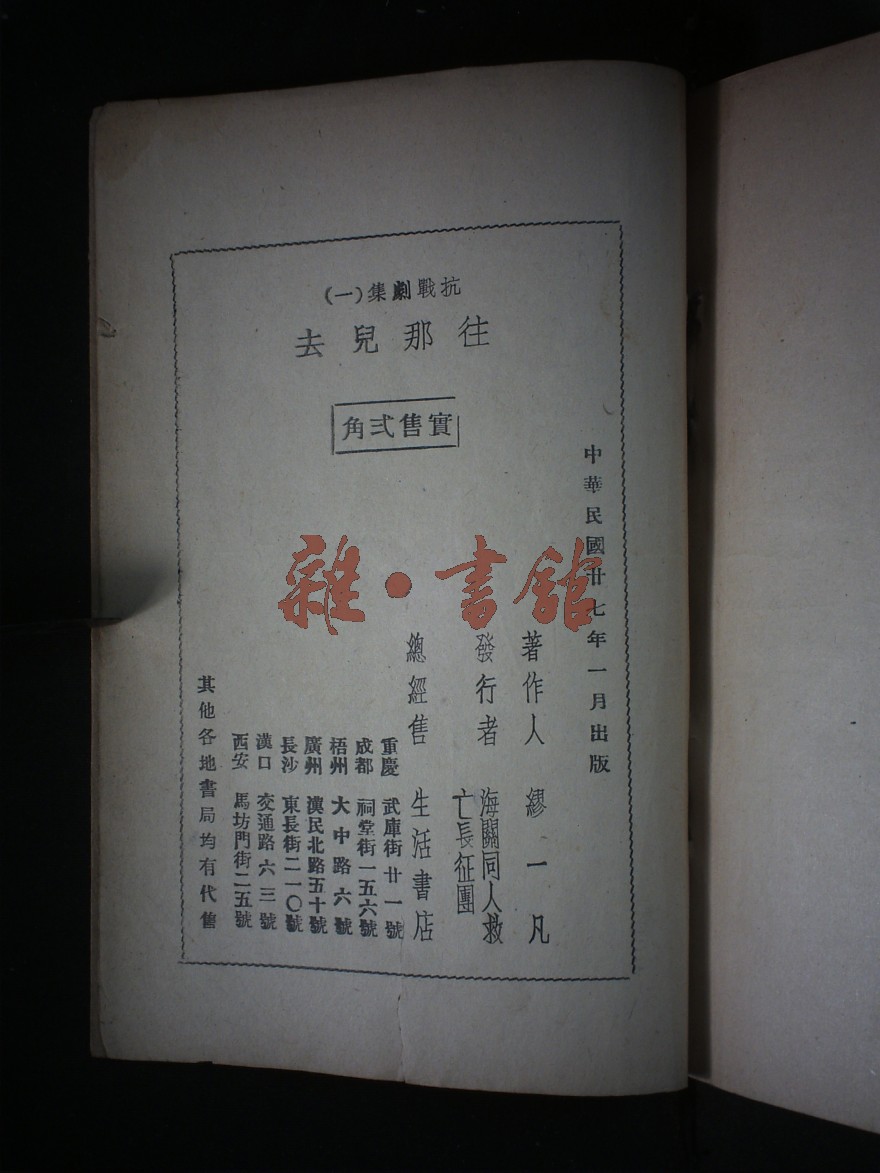 抗戰劇集(一)
往那兒去
實售弍角
中華民國廿七年一月出版
著作人 繆一凡
發行者 海關同人救
亡長征團
總經售 生活書店
重慶 武庫街廿一號
成都 祠堂街一五六號
梧州 大中路六號
廣州 漢民北路五十號
長沙 東長街二一〇號
漢口 交通路六三號
西安 馬坊門街二五號
其他各地書局均有代售
雜·書館